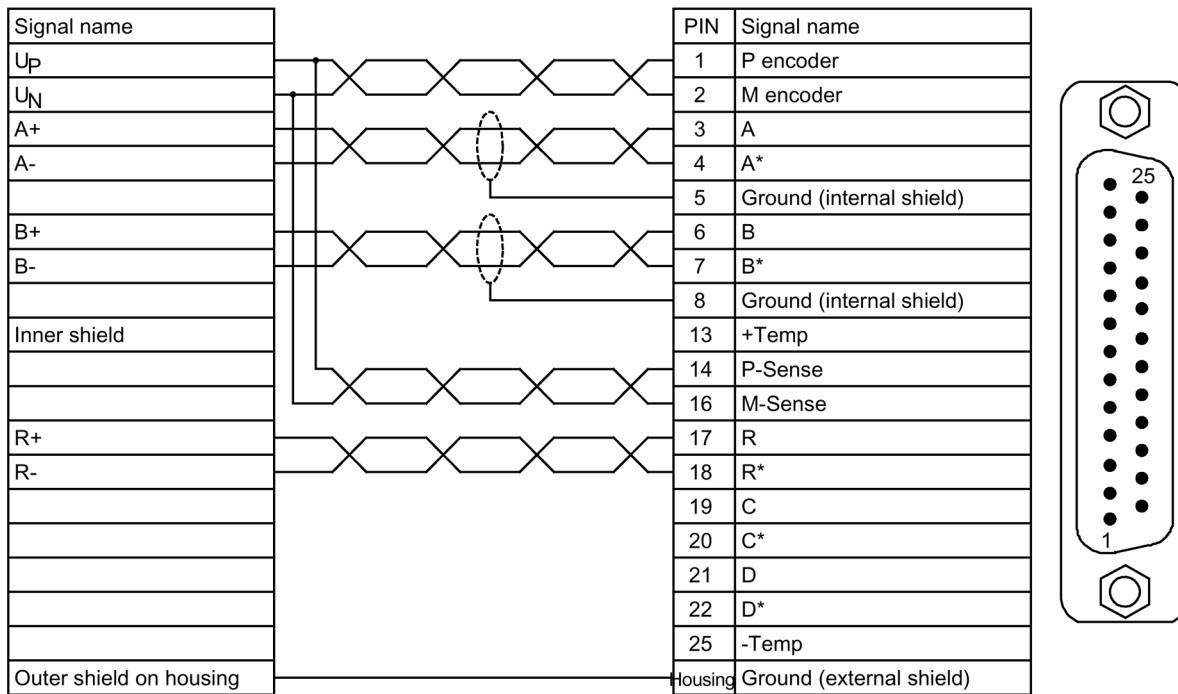 Signal name PIN Signal name
UP 1 P encoder
UN 2 M encoder
A+ 3 A
A- 4 A*
5 Ground (internal shield)
B+ 6 B
B- 7 B*
8 Ground (internal shield)
Inner shield 13 +Temp
14 P-Sense
16 M-Sense
R+ 17 R
R- 18 R*
19 C
20 C*
21 D
22 D*
25 -Temp
Outer shield on housing Housing Ground (external shield)
25
1